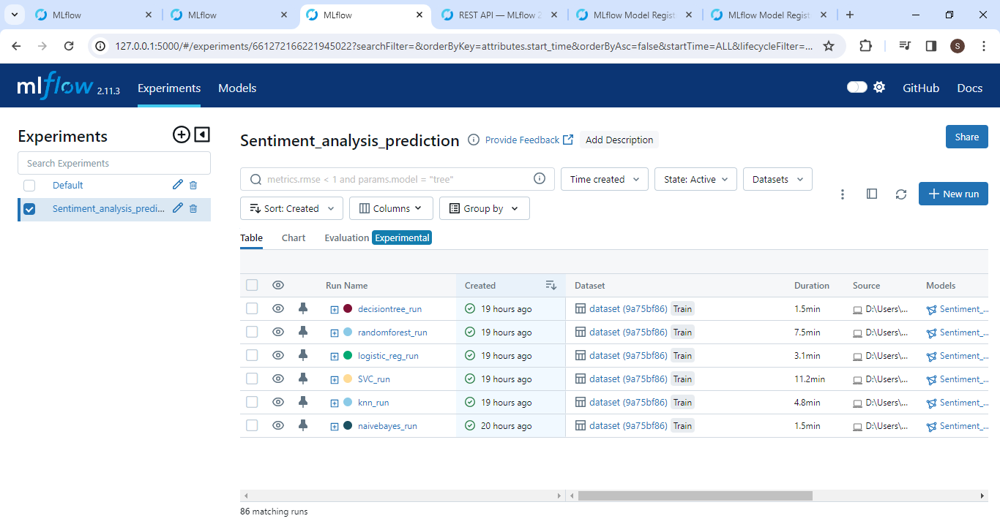 MLflow
MLflow
MLflow
REST API — MLflow 2
MLflow Model Regist
MLflow Model Regist
127.0.0.1:5000/#/experiments/661272166221945022?searchFilter=&orderByKey=attributes.start_time&orderByAsc=false&startTime=ALL&lifecycleFilter=...
S
mlflow 2.11.3 Experiments Models GitHub Docs
Experiments
Search Experiments
Default
Sentiment_analysis_predi...
Sentiment_analysis_prediction Provide Feedback Add Description Share
metrics.rmse < 1 and params.model = "tree" Time created State: Active Datasets
New run
Sort: Created Columns Group by
Table Chart Evaluation Experimental
Run Name Created Dataset Duration Source Models
decisiontree_run 19 hours ago dataset (9a75bf86) Train 1.5min D:\Users\... Sentiment_...
randomforest_run 19 hours ago dataset (9a75bf86) Train 7.5min D:\Users\... Sentiment_...
logistic_reg_run 19 hours ago dataset (9a75bf86) Train 3.1min D:\Users\... Sentiment_...
SVC_run 19 hours ago dataset (9a75bf86) Train 11.2min D:\Users\... Sentiment_...
knn_run 19 hours ago dataset (9a75bf86) Train 4.8min D:\Users\... Sentiment_...
naivebayes_run 20 hours ago dataset (9a75bf86) Train 1.5min D:\Users\... Sentiment_...
86 matching runs